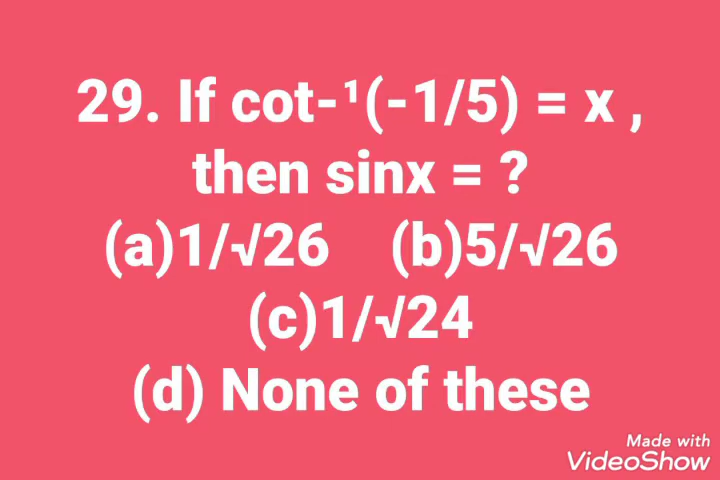 29. If cot-¹(-1/5) = x ,
then sinx = ?
(a)1/√26 (b)5/√26
(c)1/√24
(d) None of these
Made with
VideoShow